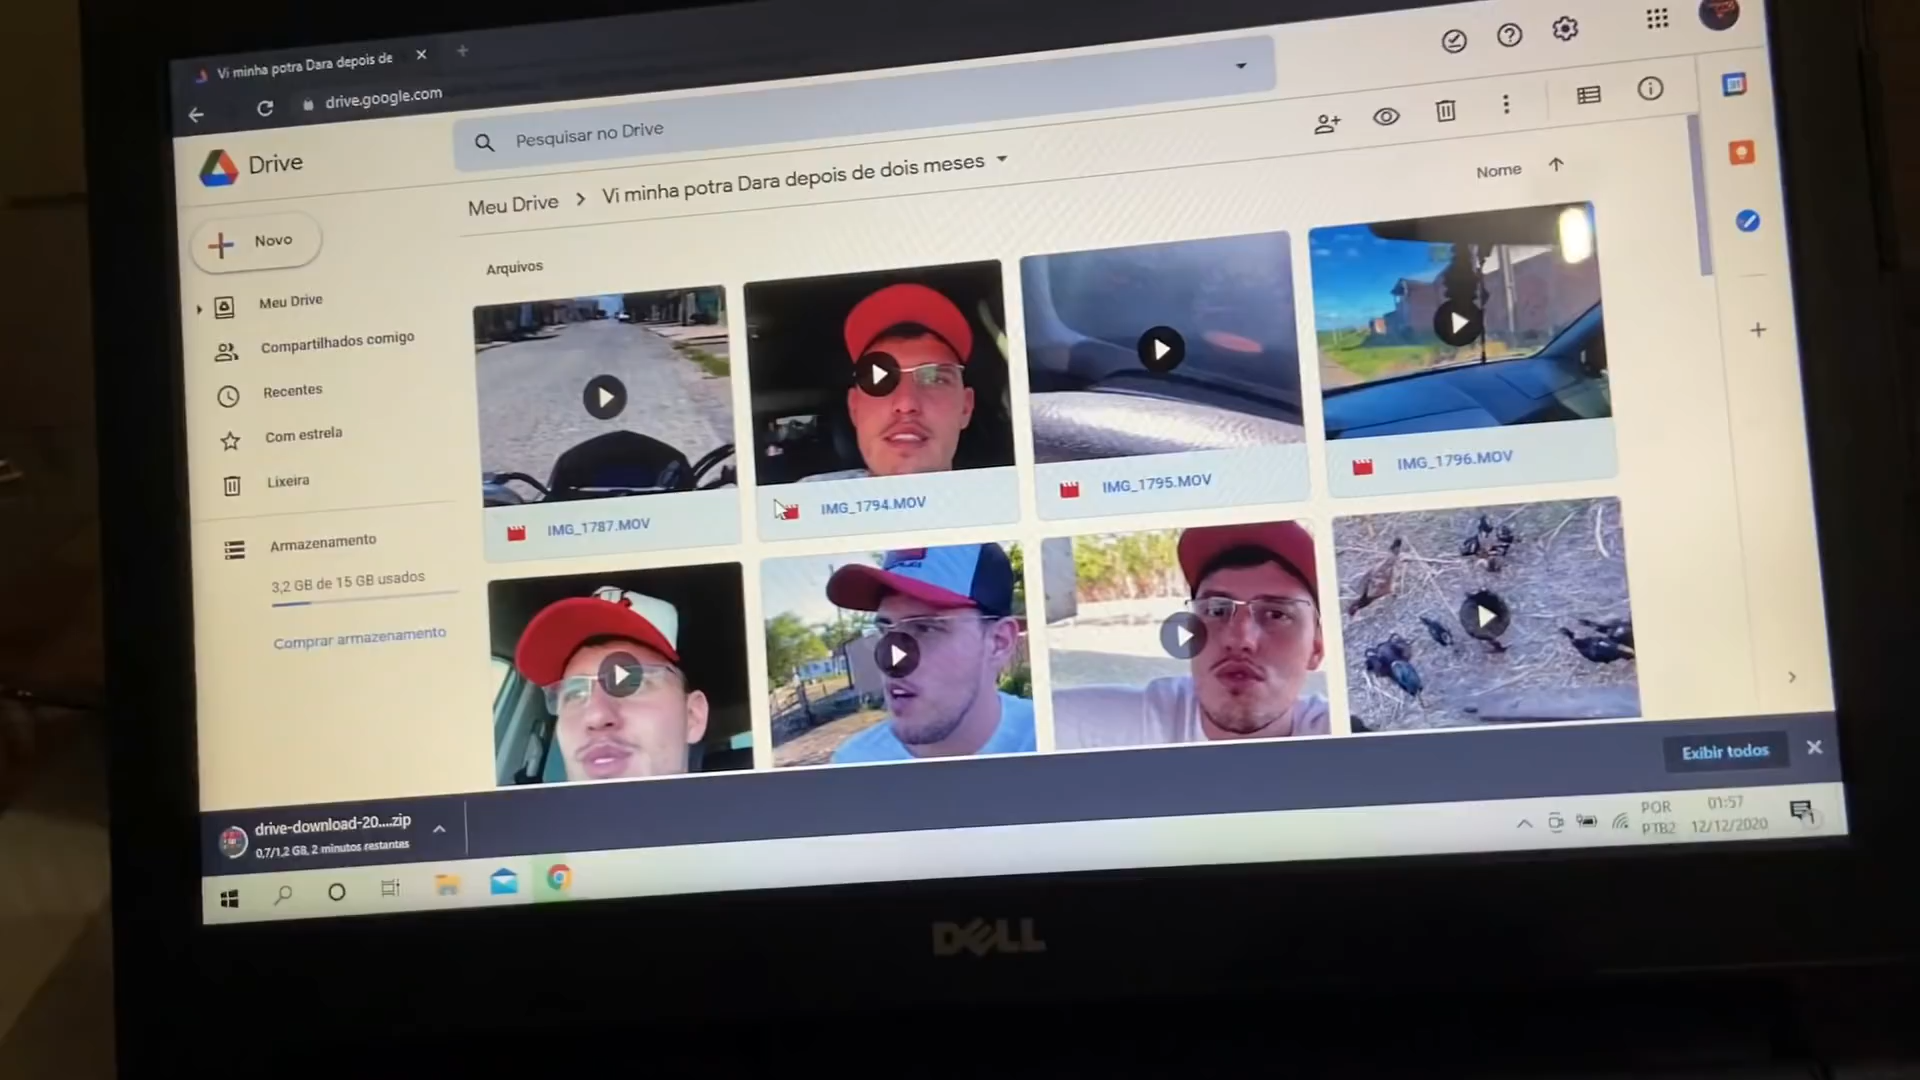 Vi minha potra Dara depois de
drive.google.com
Drive
Pesquisar no Drive
Meu Drive > Vi minha potra Dara depois de dois meses
Nome
Novo
Arquivos
Meu Drive
Compartilhados comigo
Recentes
Com estrela
Lixeira
Armazenamento
3,2 GB de 15 GB usados
Comprar armazenamento
IMG_1787.MOV
IMG_1794.MOV
IMG_1795.MOV
IMG_1796.MOV
Exibir todos
drive-download-20....zip
0,7/1,2 GB, 2 minutos restantes
POR
PTB2
01:57
12/12/2020
DELL